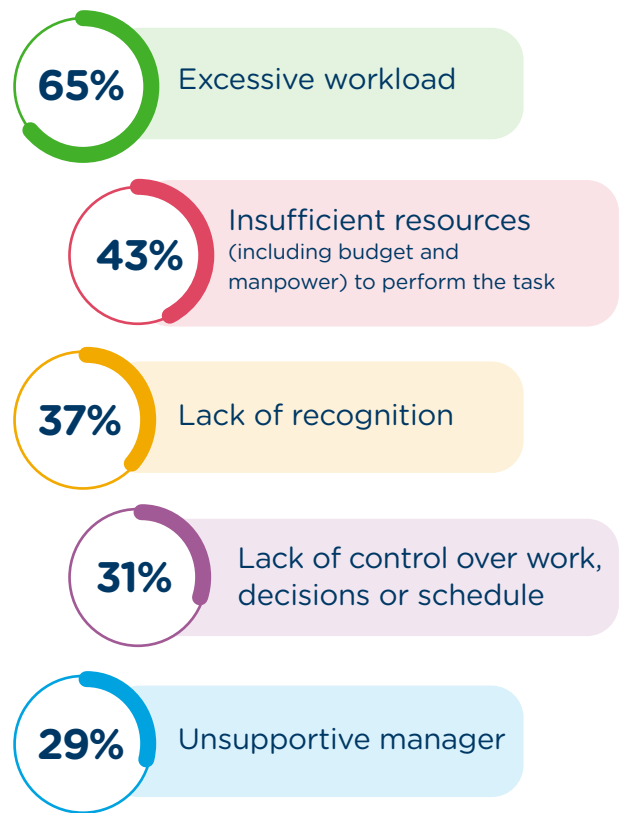 65%
Excessive workload
43%
Insufficient resources
(including budget and
manpower) to perform the task
37%
Lack of recognition
31%
Lack of control over work,
decisions or schedule
29%
Unsupportive manager